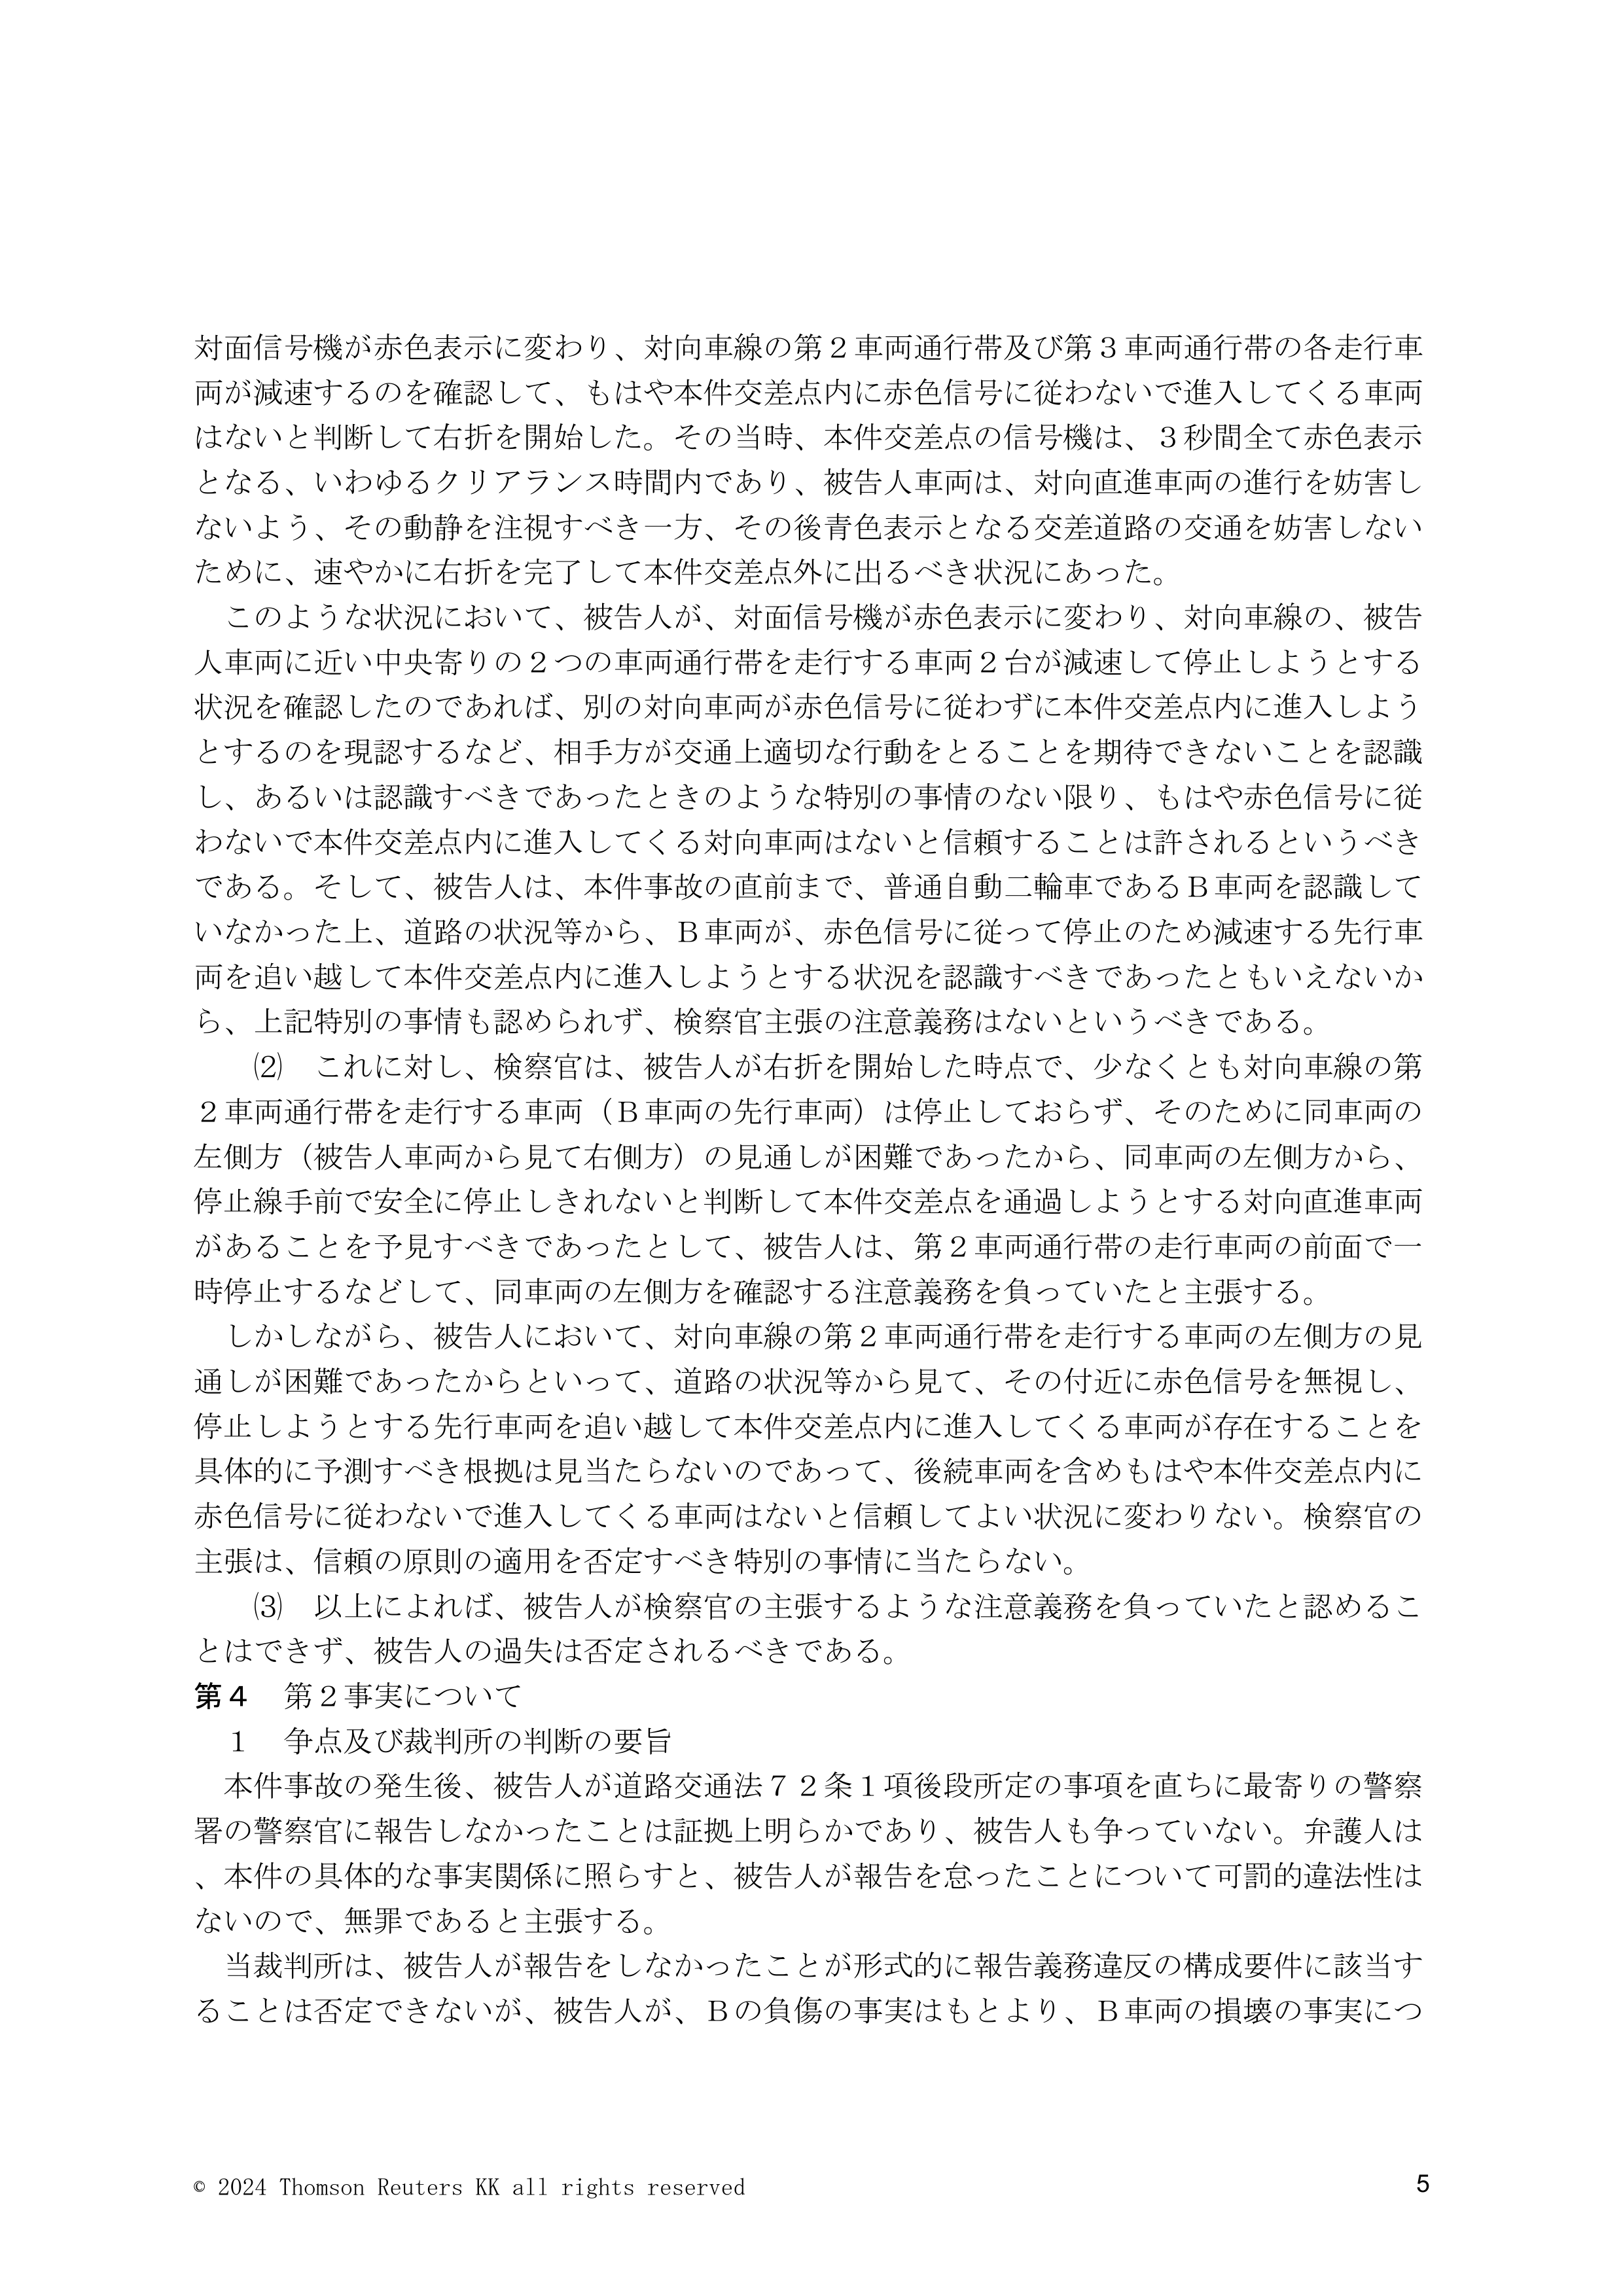 対面信号機が赤色表示に変わり、対向車線の第２車両通行帯及び第３車両通行帯の各走行車
両が減速するのを確認して、もはや本件交差点内に赤色信号に従わないで進入してくる車両
はないと判断して右折を開始した。その当時、本件交差点の信号機は、３秒間全て赤色表示
となる、いわゆるクリアランス時間内であり、被告人車両は、対向直進車両の進行を妨害し
ないよう、その動静を注視すべき一方、その後青色表示となる交差道路の交通を妨害しない
ために、速やかに右折を完了して本件交差点外に出るべき状況にあった。
　このような状況において、被告人が、対面信号機が赤色表示に変わり、対向車線の、被告
人車両に近い中央寄りの２つの車両通行帯を走行する車両２台が減速して停止しようとする
状況を確認したのであれば、別の対向車両が赤色信号に従わずに本件交差点内に進入しよう
とするのを現認するなど、相手方が交通上適切な行動をとることを期待できないことを認識
し、あるいは認識すべきであったときのような特別の事情のない限り、もはや赤色信号に従
わないで本件交差点内に進入してくる対向車両はないと信頼することは許されるというべき
である。そして、被告人は、本件事故の直前まで、普通自動二輪車であるＢ車両を認識して
いなかった上、道路の状況等から、Ｂ車両が、赤色信号に従って停止のため減速する先行車
両を追い越して本件交差点内に進入しようとする状況を認識すべきであったともいえないか
ら、上記特別の事情も認められず、検察官主張の注意義務はないというべきである。
　　⑵　これに対し、検察官は、被告人が右折を開始した時点で、少なくとも対向車線の第
２車両通行帯を走行する車両（Ｂ車両の先行車両）は停止しておらず、そのために同車両の
左側方（被告人車両から見て右側方）の見通しが困難であったから、同車両の左側方から、
停止線手前で安全に停止しきれないと判断して本件交差点を通過しようとする対向直進車両
があることを予見すべきであったとして、被告人は、第２車両通行帯の走行車両の前面で一
時停止するなどして、同車両の左側方を確認する注意義務を負っていたと主張する。
　しかしながら、被告人において、対向車線の第２車両通行帯を走行する車両の左側方の見
通しが困難であったからといって、道路の状況等から見て、その付近に赤色信号を無視し、
停止しようとする先行車両を追い越して本件交差点内に進入してくる車両が存在することを
具体的に予測すべき根拠は見当たらないのであって、後続車両を含めもはや本件交差点内に
赤色信号に従わないで進入してくる車両はないと信頼してよい状況に変わりない。検察官の
主張は、信頼の原則の適用を否定すべき特別の事情に当たらない。
　　⑶　以上によれば、被告人が検察官の主張するような注意義務を負っていたと認めるこ
とはできず、被告人の過失は否定されるべきである。
第４　第２事実について
　１　争点及び裁判所の判断の要旨
　本件事故の発生後、被告人が道路交通法７２条１項後段所定の事項を直ちに最寄りの警察
署の警察官に報告しなかったことは証拠上明らかであり、被告人も争っていない。弁護人は
、本件の具体的な事実関係に照らすと、被告人が報告を怠ったことについて可罰的違法性は
ないので、無罪であると主張する。
　当裁判所は、被告人が報告をしなかったことが形式的に報告義務違反の構成要件に該当す
ることは否定できないが、被告人が、Ｂの負傷の事実はもとより、Ｂ車両の損壊の事実につ
© 2024 Thomson Reuters KK all rights reserved
5